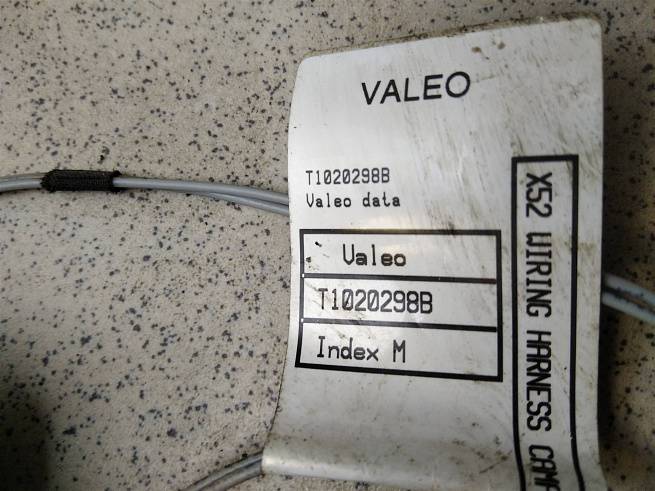 VALEO
T1020298B
Valeo data
Valeo
T1020298B
Index M
X52 WIRING HARNESS